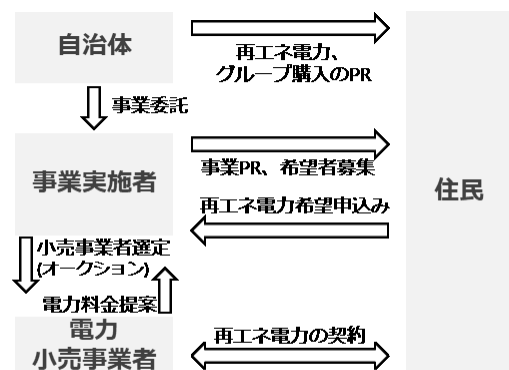 自治体
再エネ電力、
グループ購入のPR
事業委託
事業実施者
事業PR、希望者募集
住民
再エネ電力希望申込み
小売事業者選定
(オークション)
電力料金提案
電力
小売事業者
再エネ電力の契約